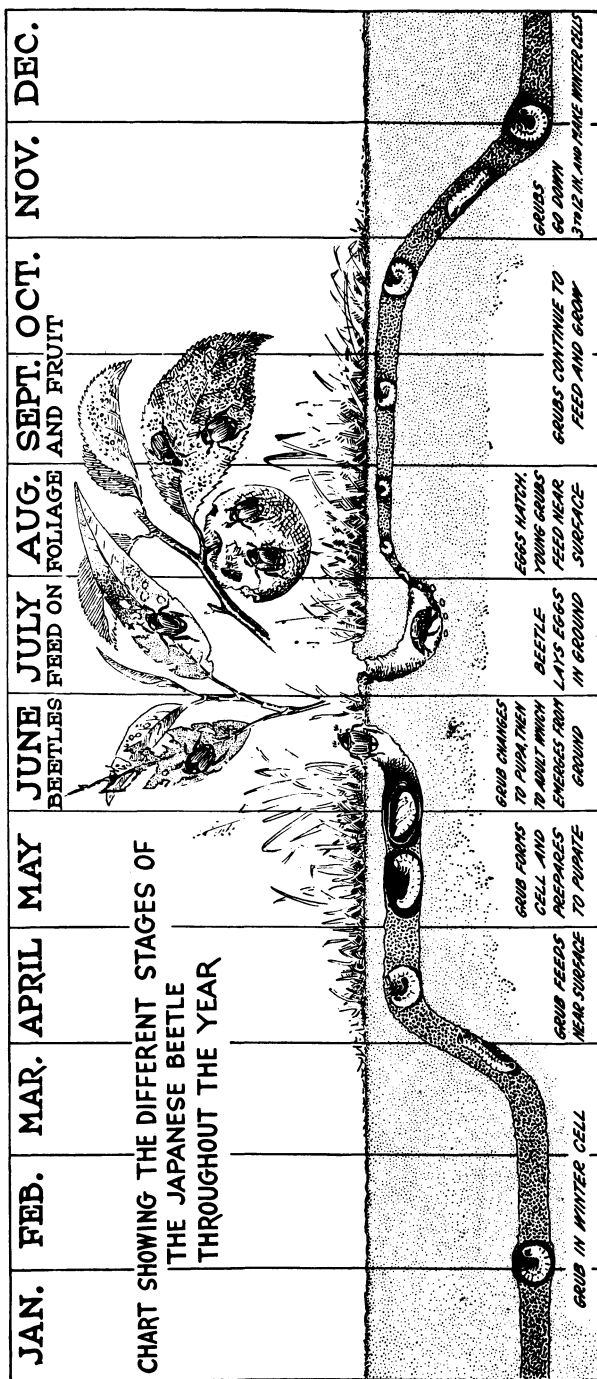 JAN. FEB. MAR. APRIL MAY JUNE JULY AUG. SEPT. OCT. NOV. DEC.
BEETLES FEED ON FOLIAGE AND FRUIT
CHART SHOWING THE DIFFERENT STAGES OF
THE JAPANESE BEETLE
THROUGHOUT THE YEAR
GRUB IN WINTER CELL
GRUB FEEDS
NEAR SURFACE
GRUB FORMS
CELL AND
PREPARES
TO PUPATE
GRUB CHANGES
TO PUPA, THEN
TO ADULT WHICH
EMERGES FROM
GROUND
BEETLE
LAYS EGGS
IN GROUND
EGGS HATCH.
YOUNG GRUBS
FEED NEAR
SURFACE
GRUBS CONTINUE TO
FEED AND GROW
GRUBS
GO DOWN
3 TO 12 IN. AND MAKE WINTER CELLS